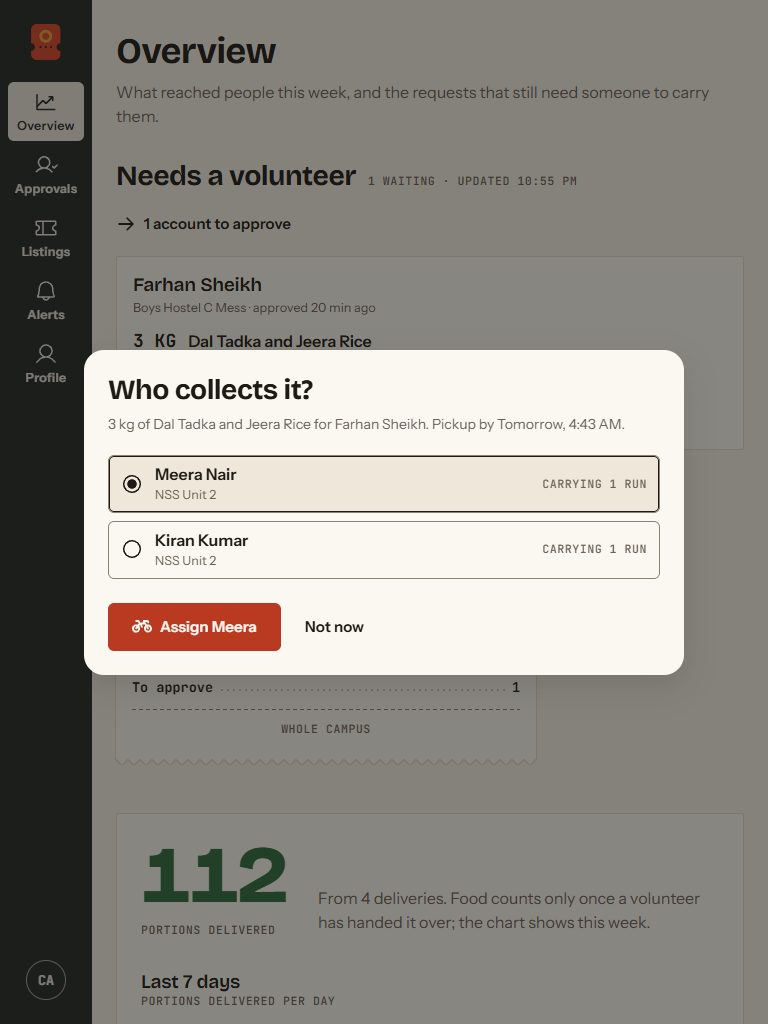 Overview
Approvals
Listings
Alerts
Profile
CA
Overview
What reached people this week, and the requests that still need someone to carry
them.
Needs a volunteer 1 WAITING · UPDATED 10:55 PM
→ 1 account to approve
Farhan Sheikh
Boys Hostel C Mess · approved 20 min ago
3 KG Dal Tadka and Jeera Rice
Who collects it?
3 kg of Dal Tadka and Jeera Rice for Farhan Sheikh. Pickup by Tomorrow, 4:43 AM.
Meera Nair
NSS Unit 2
CARRYING 1 RUN
Kiran Kumar
NSS Unit 2
CARRYING 1 RUN
Assign Meera
Not now
To approve 1
WHOLE CAMPUS
112
PORTIONS DELIVERED
From 4 deliveries. Food counts only once a volunteer
has handed it over; the chart shows this week.
Last 7 days
PORTIONS DELIVERED PER DAY